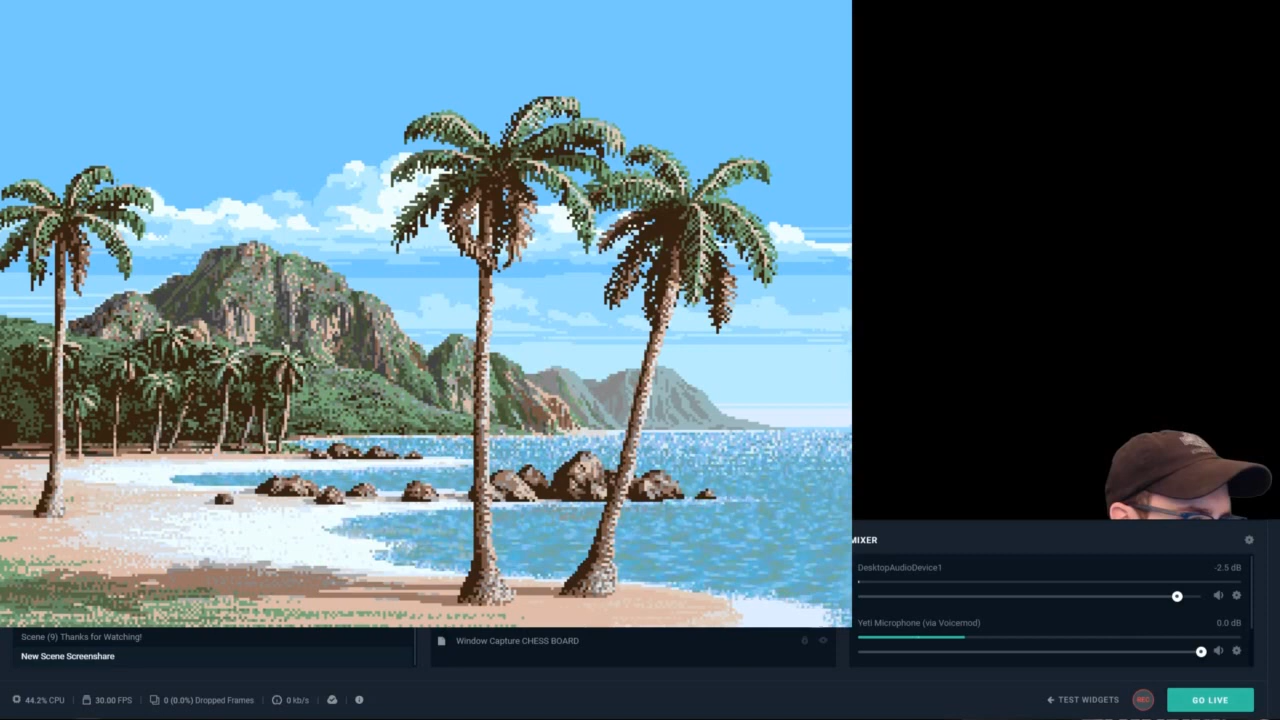 MIXER
DesktopAudioDevice1 -2.5 dB
Yeti Microphone (via Voicemod) 0.0 dB
Scene (9) Thanks for Watching!
New Scene Screenshare
Window Capture CHESS BOARD
44.2% CPU 30.00 FPS 0 (0.0%) Dropped Frames 0 kb/s
TEST WIDGETS REC GO LIVE